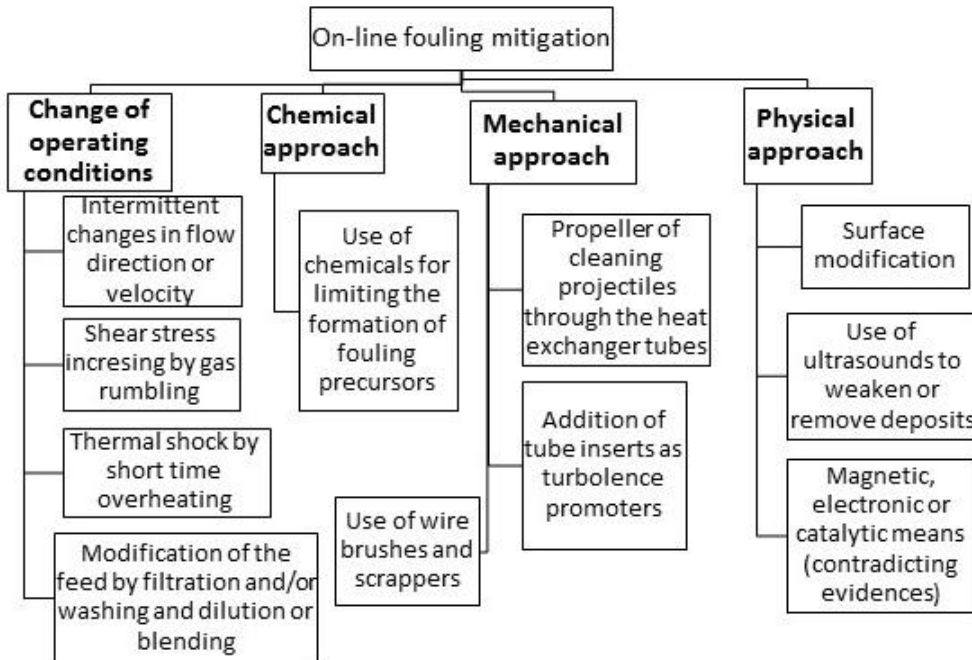 On-line fouling mitigation
Change of
operating
conditions
Intermittent
changes in flow
direction or
velocity
Shear stress
incresing by gas
rumbling
Thermal shock by
short time
overheating
Modification of the
feed by filtration and/or
washing and dilution or
blending
Chemical
approach
Use of
chemicals for
limiting the
formation of
fouling
precursors
Mechanical
approach
Propeller of
cleaning
projectiles
through the heat
exchanger tubes
Addition of
tube inserts as
turbolence
promoters
Use of wire
brushes and
scrappers
Physical
approach
Surface
modification
Use of
ultrasounds to
weaken or
remove deposits
Magnetic,
electronic or
catalytic means
(contradicting
evidences)